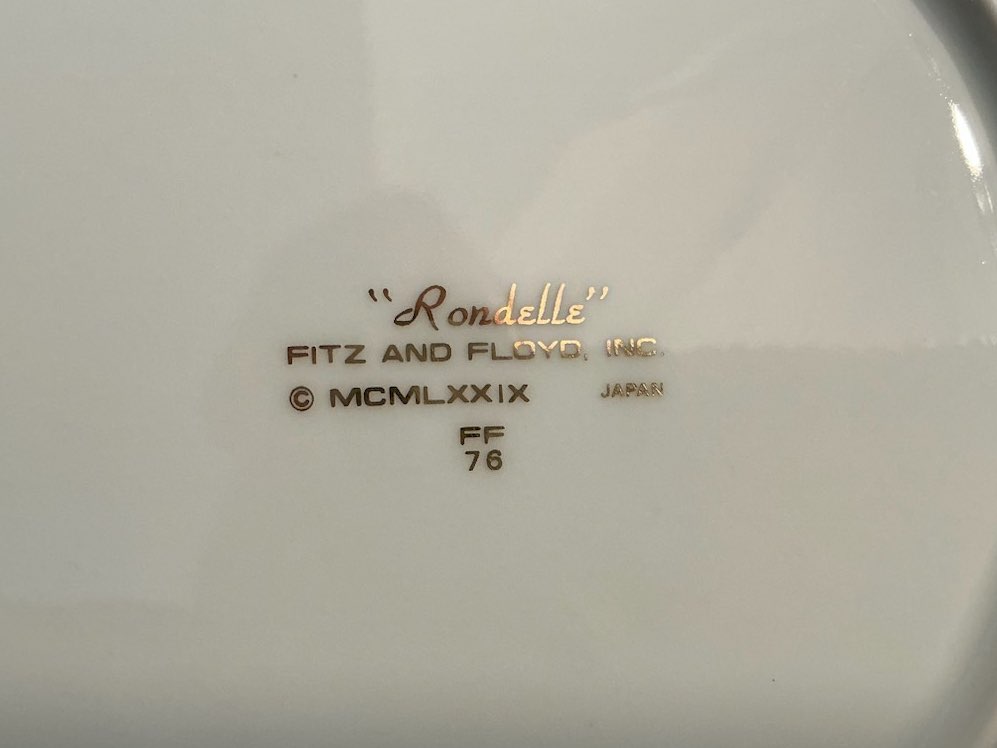 "Rondelle"
FITZ AND FLOYD, INC.
© MCMLXXIX JAPAN
FF
76